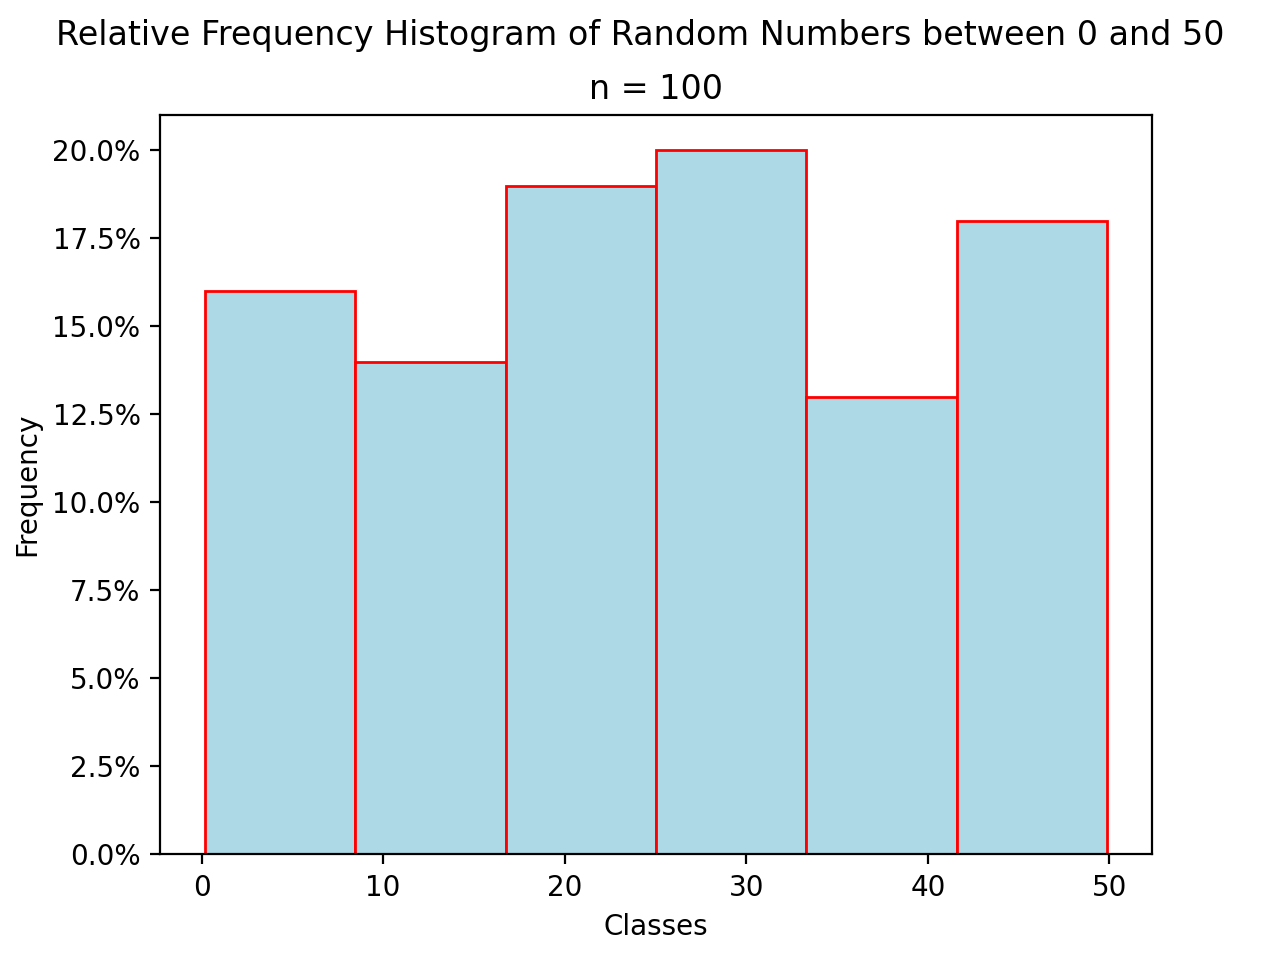 Relative Frequency Histogram of Random Numbers between 0 and 50
n = 100
20.0%
17.5%
15.0%
12.5%
10.0%
7.5%
5.0%
2.5%
0.0%
Frequency
0 10 20 30 40 50
Classes